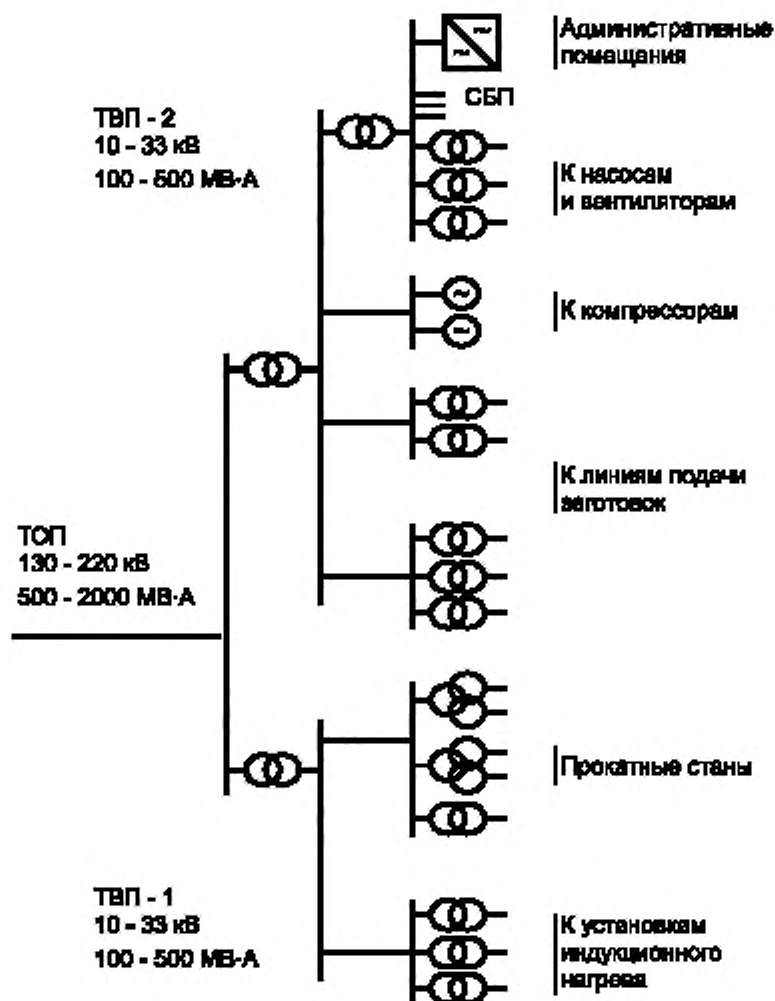 Административные
помещания
СБП
ТВП - 2
10 - 33 кВ
100 - 500 МВ·А
К насосам
и вентиляторам
К компрессорам
К линиям подачи
заготовок
ТОП
130 - 220 кВ
500 - 2000 МВ·А
Прокатные станы
ТВП - 1
10 - 33 кВ
100 - 500 МВ·А
К установкам
индукционного
нагрева